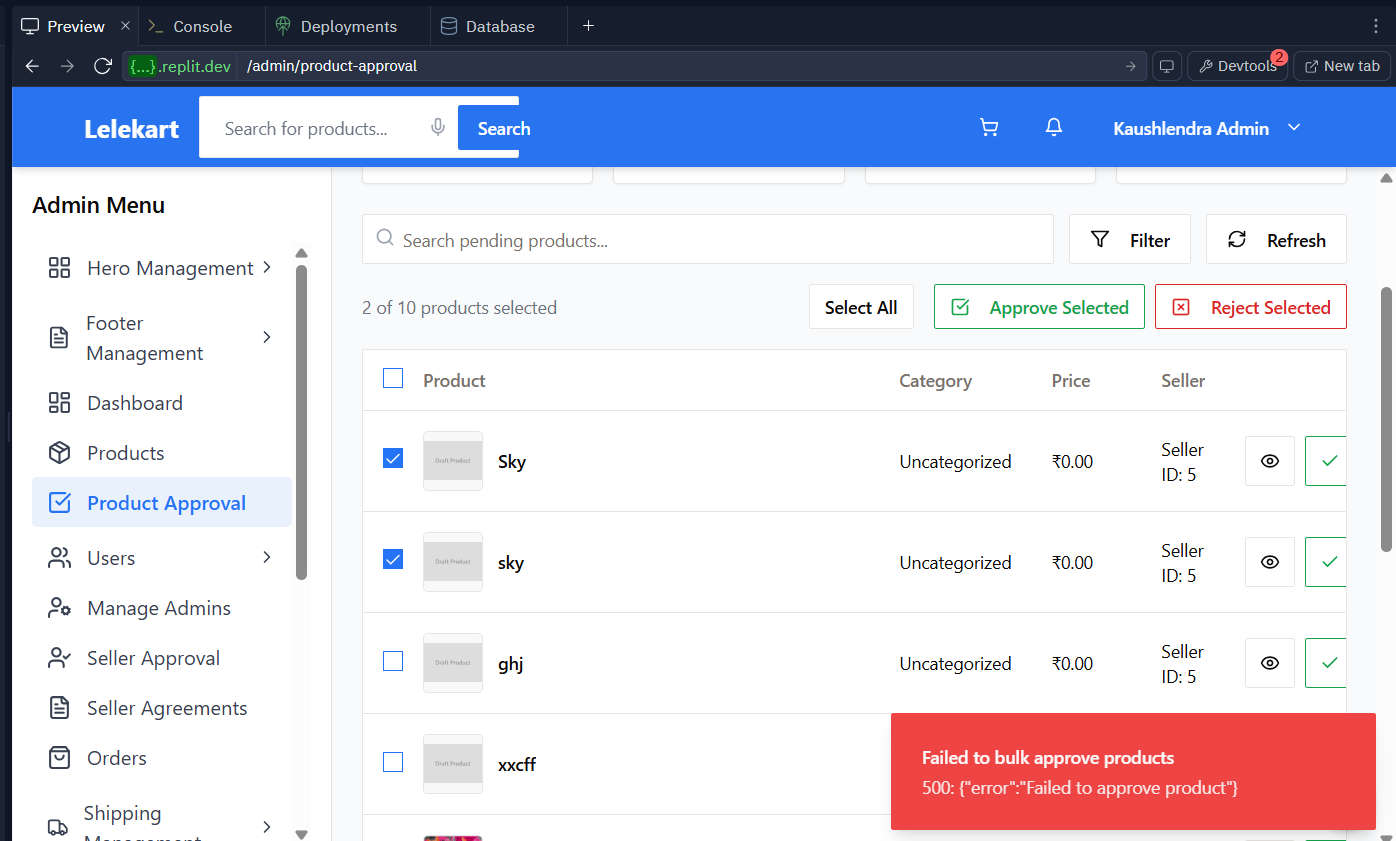 Preview
Console
Deployments
Database
{...}.replit.dev
/admin/product-approval
Devtools
2
New tab
Lelekart
Search for products...
Search
Kaushlendra Admin
Admin Menu
Hero Management
Footer
Management
Dashboard
Products
Product Approval
Users
Manage Admins
Seller Approval
Seller Agreements
Orders
Shipping
Management
Search pending products...
Filter
Refresh
2 of 10 products selected
Select All
Approve Selected
Reject Selected
Product
Category
Price
Seller
Draft Product
Sky
Uncategorized
₹0.00
Seller
ID: 5
Draft Product
sky
Uncategorized
₹0.00
Seller
ID: 5
Draft Product
ghj
Uncategorized
₹0.00
Seller
ID: 5
Draft Product
xxcff
Failed to bulk approve products
500: {"error":"Failed to approve product"}